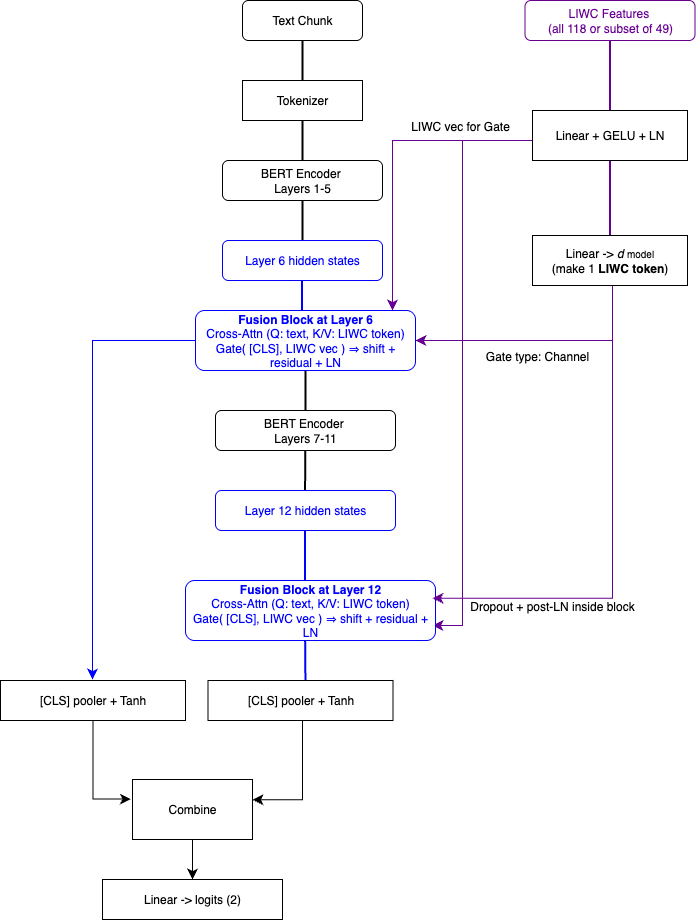 Text Chunk
LIWC Features
(all 118 or subset of 49)
Tokenizer
LIWC vec for Gate
Linear + GELU + LN
BERT Encoder
Layers 1-5
Layer 6 hidden states
Linear -> d model
(make 1 LIWC token)
Fusion Block at Layer 6
Cross-Attn (Q: text, K/V: LIWC token)
Gate( [CLS], LIWC vec ) ⇒ shift +
residual + LN
Gate type: Channel
BERT Encoder
Layers 7-11
Layer 12 hidden states
Fusion Block at Layer 12
Cross-Attn (Q: text, K/V: LIWC token)
Gate( [CLS], LIWC vec ) ⇒ shift + residual +
LN
Dropout + post-LN inside block
[CLS] pooler + Tanh
[CLS] pooler + Tanh
Combine
Linear -> logits (2)